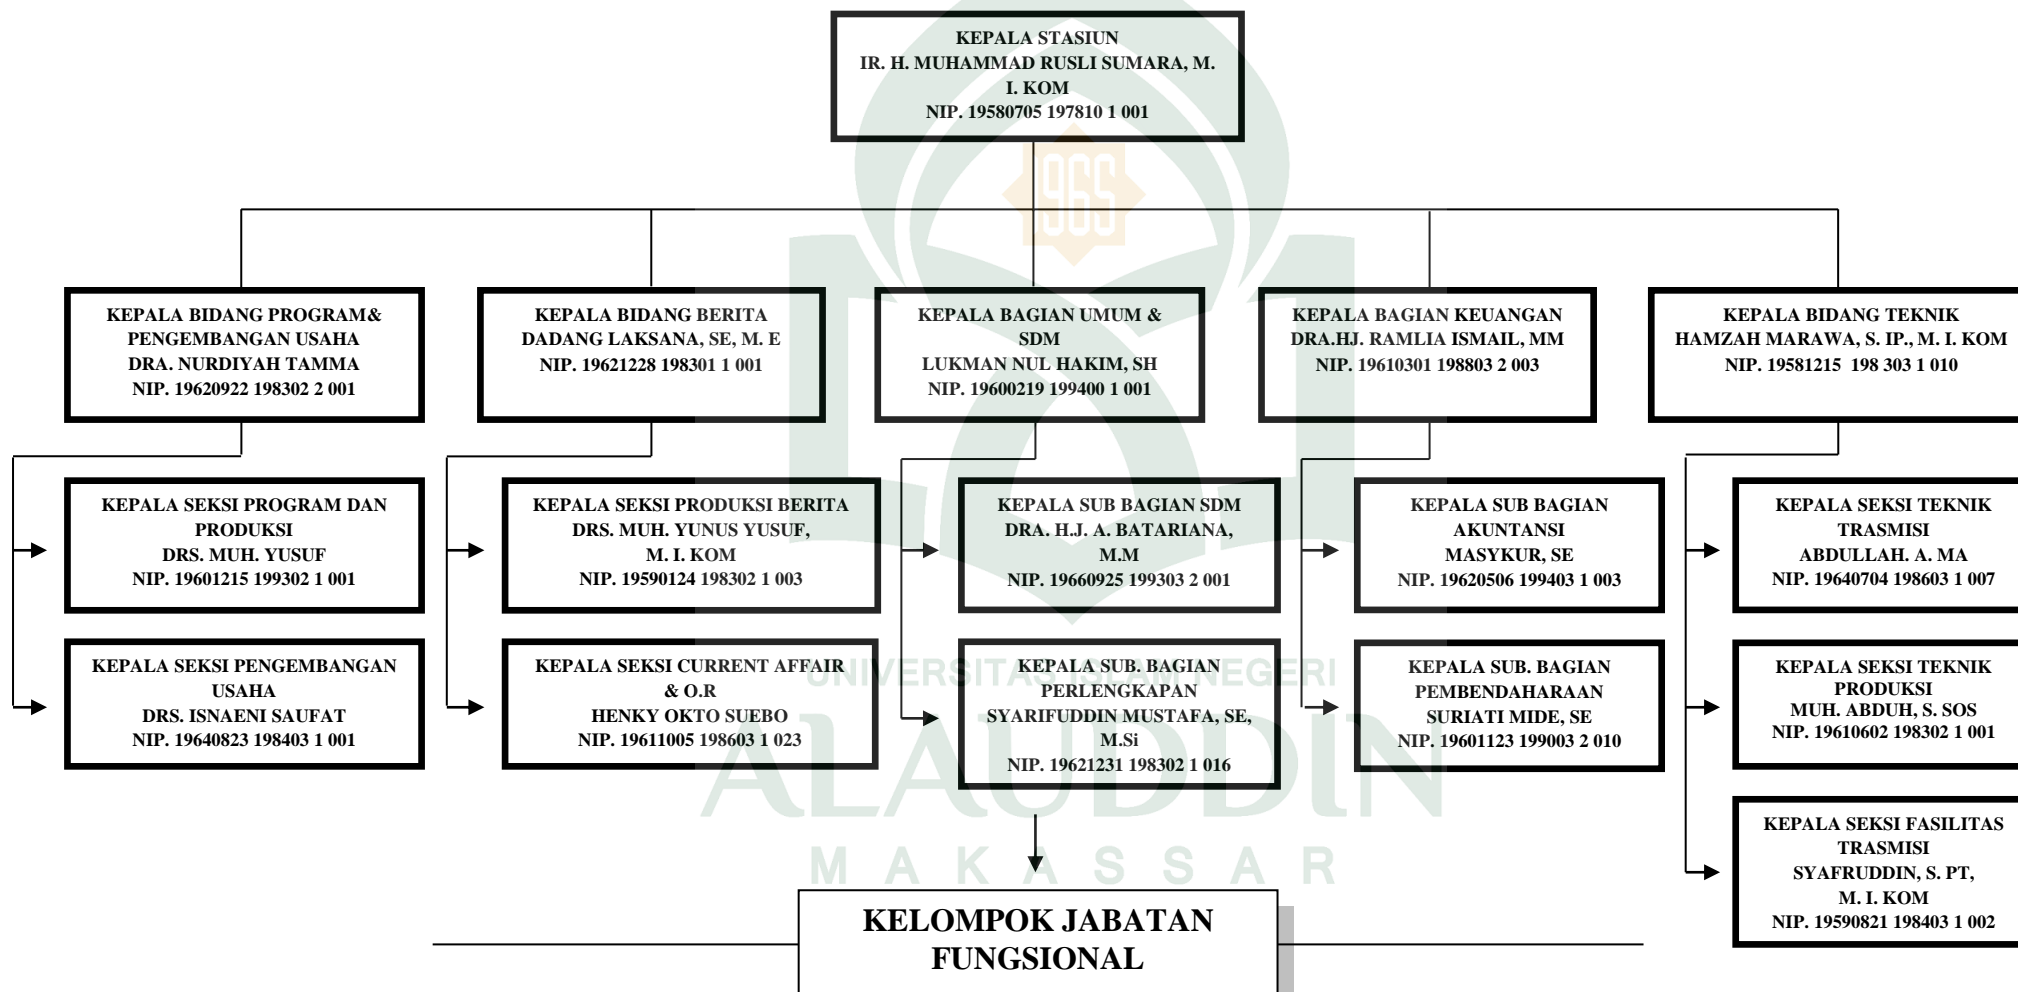 KEPALA STASIUN
IR. H. MUHAMMAD RUSLI SUMARA, M.
I. KOM
NIP. 19580705 197810 1 001
1965
KEPALA BIDANG PROGRAM&
PENGEMBANGAN USAHA
DRA. NURDIYAH TAMMA
NIP. 19620922 198302 2 001
KEPALA BIDANG BERITA
DADANG LAKSANA, SE, M. E
NIP. 19621228 198301 1 001
KEPALA BAGIAN UMUM &
SDM
LUKMAN NUL HAKIM, SH
NIP. 19600219 199400 1 001
KEPALA BAGIAN KEUANGAN
DRA.HJ. RAMLIA ISMAIL, MM
NIP. 19610301 198803 2 003
KEPALA BIDANG TEKNIK
HAMZAH MARAWA, S. IP., M. I. KOM
NIP. 19581215 198 303 1 010
KEPALA SEKSI PROGRAM DAN
PRODUKSI
DRS. MUH. YUSUF
NIP. 19601215 199302 1 001
KEPALA SEKSI PRODUKSI BERITA
DRS. MUH. YUNUS YUSUF,
M. I. KOM
NIP. 19590124 198302 1 003
KEPALA SUB BAGIAN SDM
DRA. H.J. A. BATARIANA,
M.M
NIP. 19660925 199303 2 001
KEPALA SUB BAGIAN
AKUNTANSI
MASYKUR, SE
NIP. 19620506 199403 1 003
KEPALA SEKSI TEKNIK
TRASMISI
ABDULLAH. A. MA
NIP. 19640704 198603 1 007
KEPALA SEKSI PENGEMBANGAN
USAHA
DRS. ISNAENI SAUFAT
NIP. 19640823 198403 1 001
KEPALA SEKSI CURRENT AFFAIR
& O.R
HENKY OKTO SUEBO
NIP. 19611005 198603 1 023
KEPALA SUB. BAGIAN
PERLENGKAPAN
SYARIFUDDIN MUSTAFA, SE,
M.Si
NIP. 19621231 198302 1 016
KEPALA SUB. BAGIAN
PEMBENDAHARAAN
SURIATI MIDE, SE
NIP. 19601123 199003 2 010
KEPALA SEKSI TEKNIK
PRODUKSI
MUH. ABDUH, S. SOS
NIP. 19610602 198302 1 001
KEPALA SEKSI FASILITAS
TRASMISI
SYAFRUDDIN, S. PT,
M. I. KOM
NIP. 19590821 198403 1 002
UNIVERSITAS ISLAM NEGERI
ALAUDDIN
MAKASSAR
KELOMPOK JABATAN
FUNGSIONAL